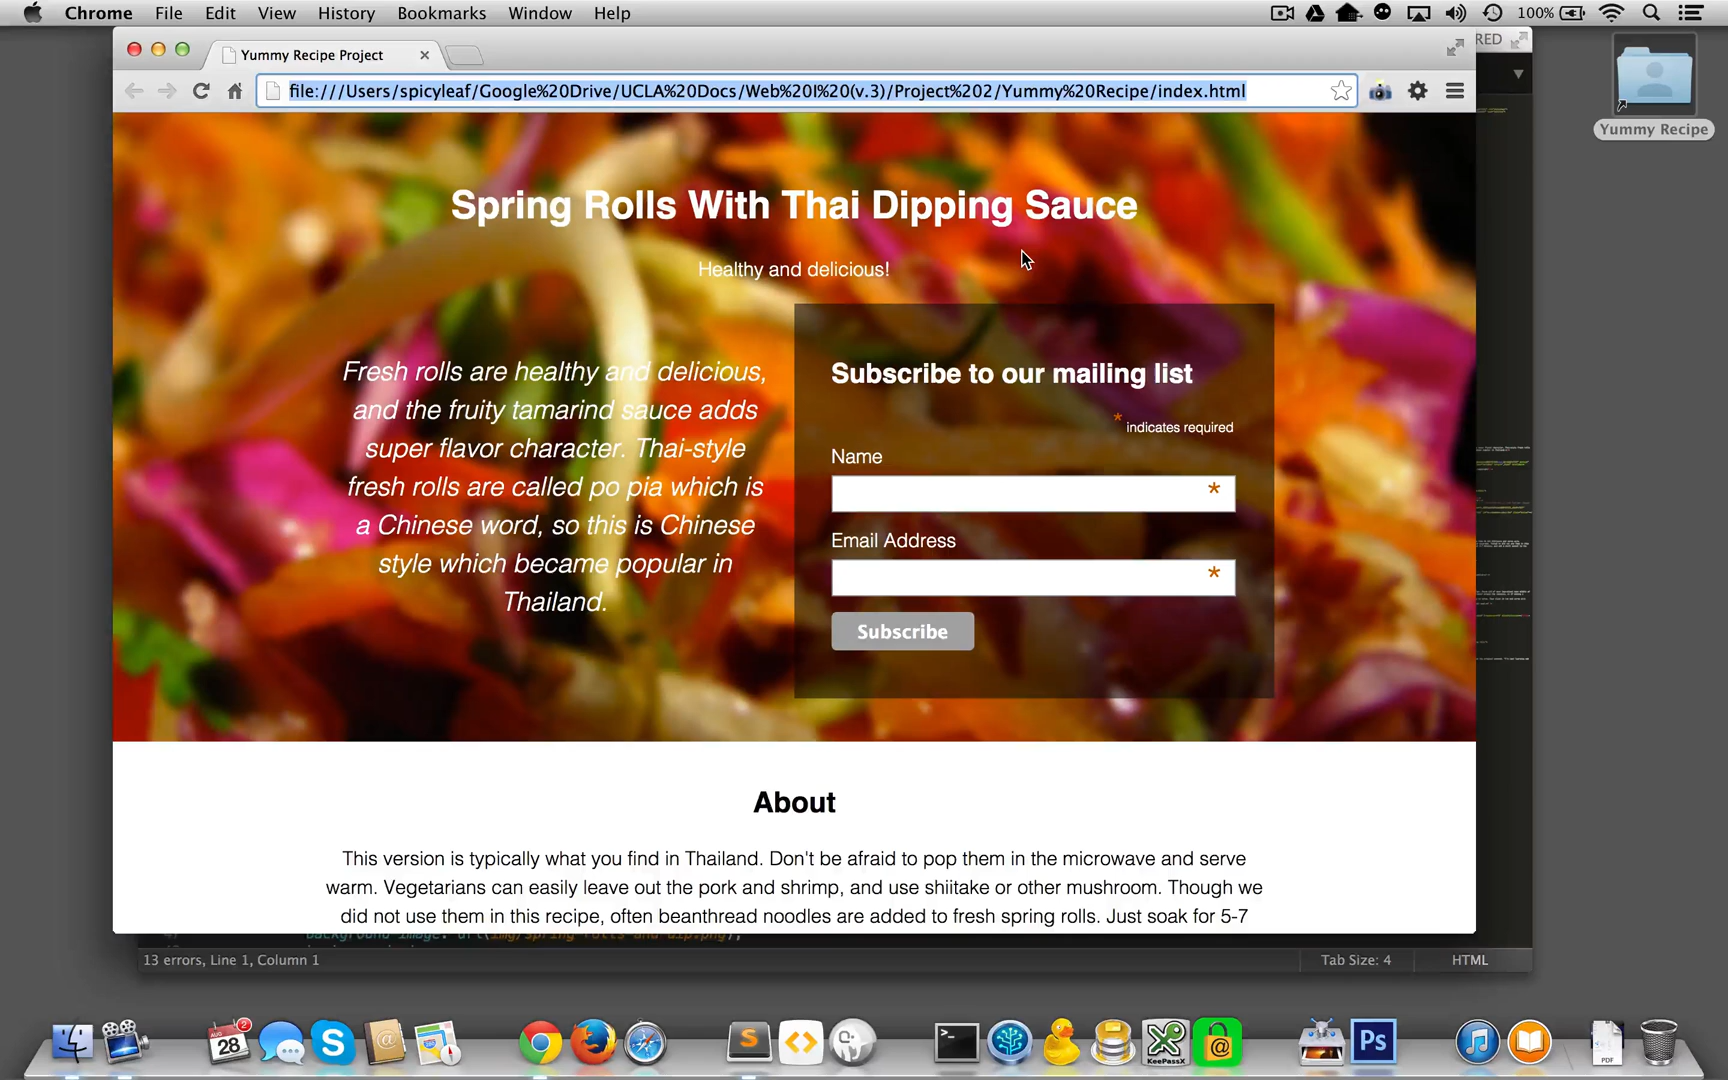 Chrome File Edit View History Bookmarks Window Help 100%
RED
Yummy Recipe Project
file:///Users/spicyleaf/Google%20Drive/UCLA%20Docs/Web%20I%20(v.3)/Project%202/Yummy%20Recipe/index.html
Yummy Recipe
Spring Rolls With Thai Dipping Sauce
Healthy and delicious!
Fresh rolls are healthy and delicious,
and the fruity tamarind sauce adds
super flavor character. Thai-style
fresh rolls are called po pia which is
a Chinese word, so this is Chinese
style which became popular in
Thailand.
Subscribe to our mailing list
* indicates required
Name
*
Email Address
*
Subscribe
About
This version is typically what you find in Thailand. Don't be afraid to pop them in the microwave and serve
warm. Vegetarians can easily leave out the pork and shrimp, and use shiitake or other mushroom. Though we
did not use them in this recipe, often beanthread noodles are added to fresh spring rolls. Just soak for 5-7
13 errors, Line 1, Column 1
Tab Size: 4
HTML
AUG
28
2
S
S
Ps
PDF